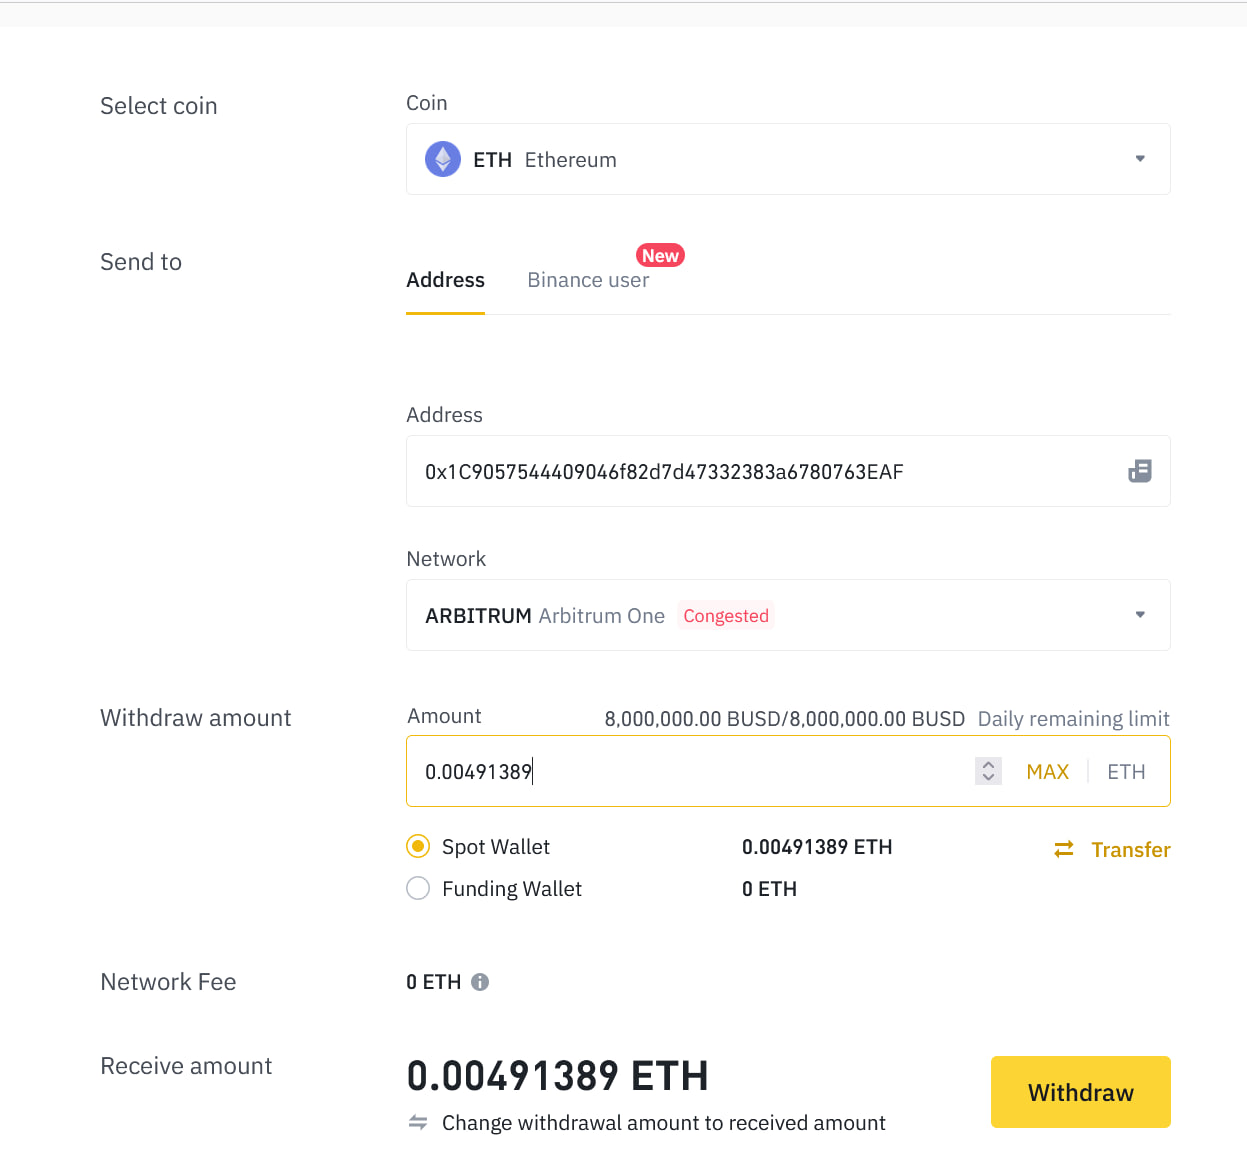 Select coin
Coin
ETH Ethereum
Send to
Address
Binance user
New
Address
0x1C9057544409046f82d7d47332383a6780763EAF
Network
ARBITRUM Arbitrum One Congested
Withdraw amount
Amount 8,000,000.00 BUSD/8,000,000.00 BUSD Daily remaining limit
0.00491389 MAX ETH
Spot Wallet 0.00491389 ETH Transfer
Funding Wallet 0 ETH
Network Fee 0 ETH
Receive amount 0.00491389 ETH
Change withdrawal amount to received amount
Withdraw